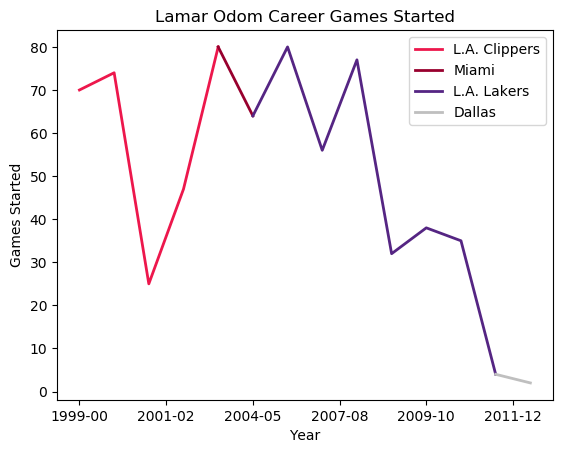 Lamar Odom Career Games Started
L.A. Clippers
Miami
L.A. Lakers
Dallas
Games Started
80
70
60
50
40
30
20
10
0
1999-00 2001-02 2004-05 2007-08 2009-10 2011-12
Year